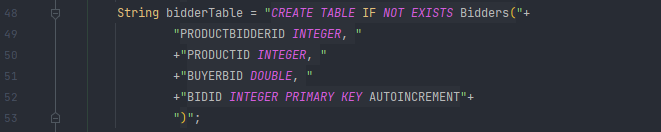 48 String bidderTable = "CREATE TABLE IF NOT EXISTS Bidders("+
49 "PRODUCTBIDDERID INTEGER, "
50 +"PRODUCTID INTEGER, "
51 +"BUYERBID DOUBLE, "
52 +"BIDID INTEGER PRIMARY KEY AUTOINCREMENT"+
53 ")";